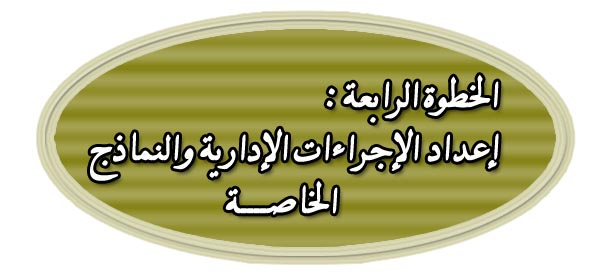 الخطوة الرابعة :
إعداد الإجراءات الإدارية والنماذج
الخاصـــة